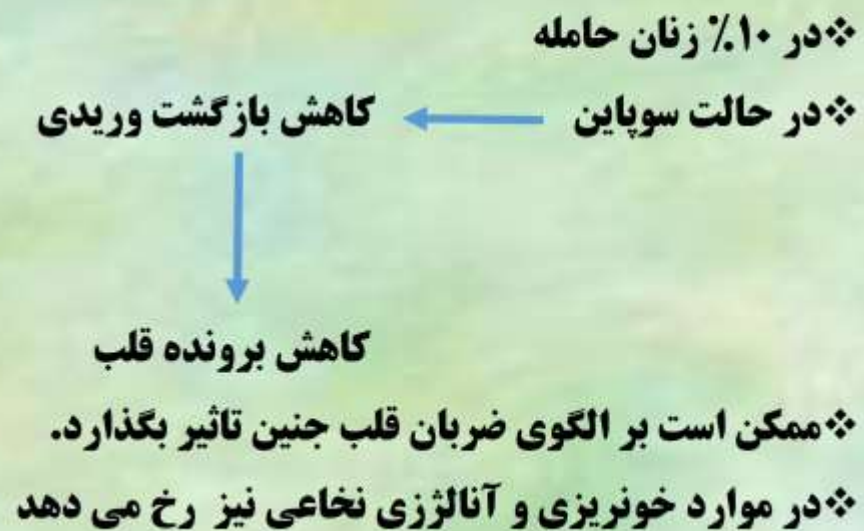 ❖در ۱۰٪ زنان حامله
❖در حالت سوپاین ← کاهش بازگشت وریدی
↓
کاهش برونده قلب
❖ممکن است بر الگوی ضربان قلب جنین تاثیر بگذارد.
❖در موارد خونریزی و آنالژزی نخاعی نیز رخ می دهد